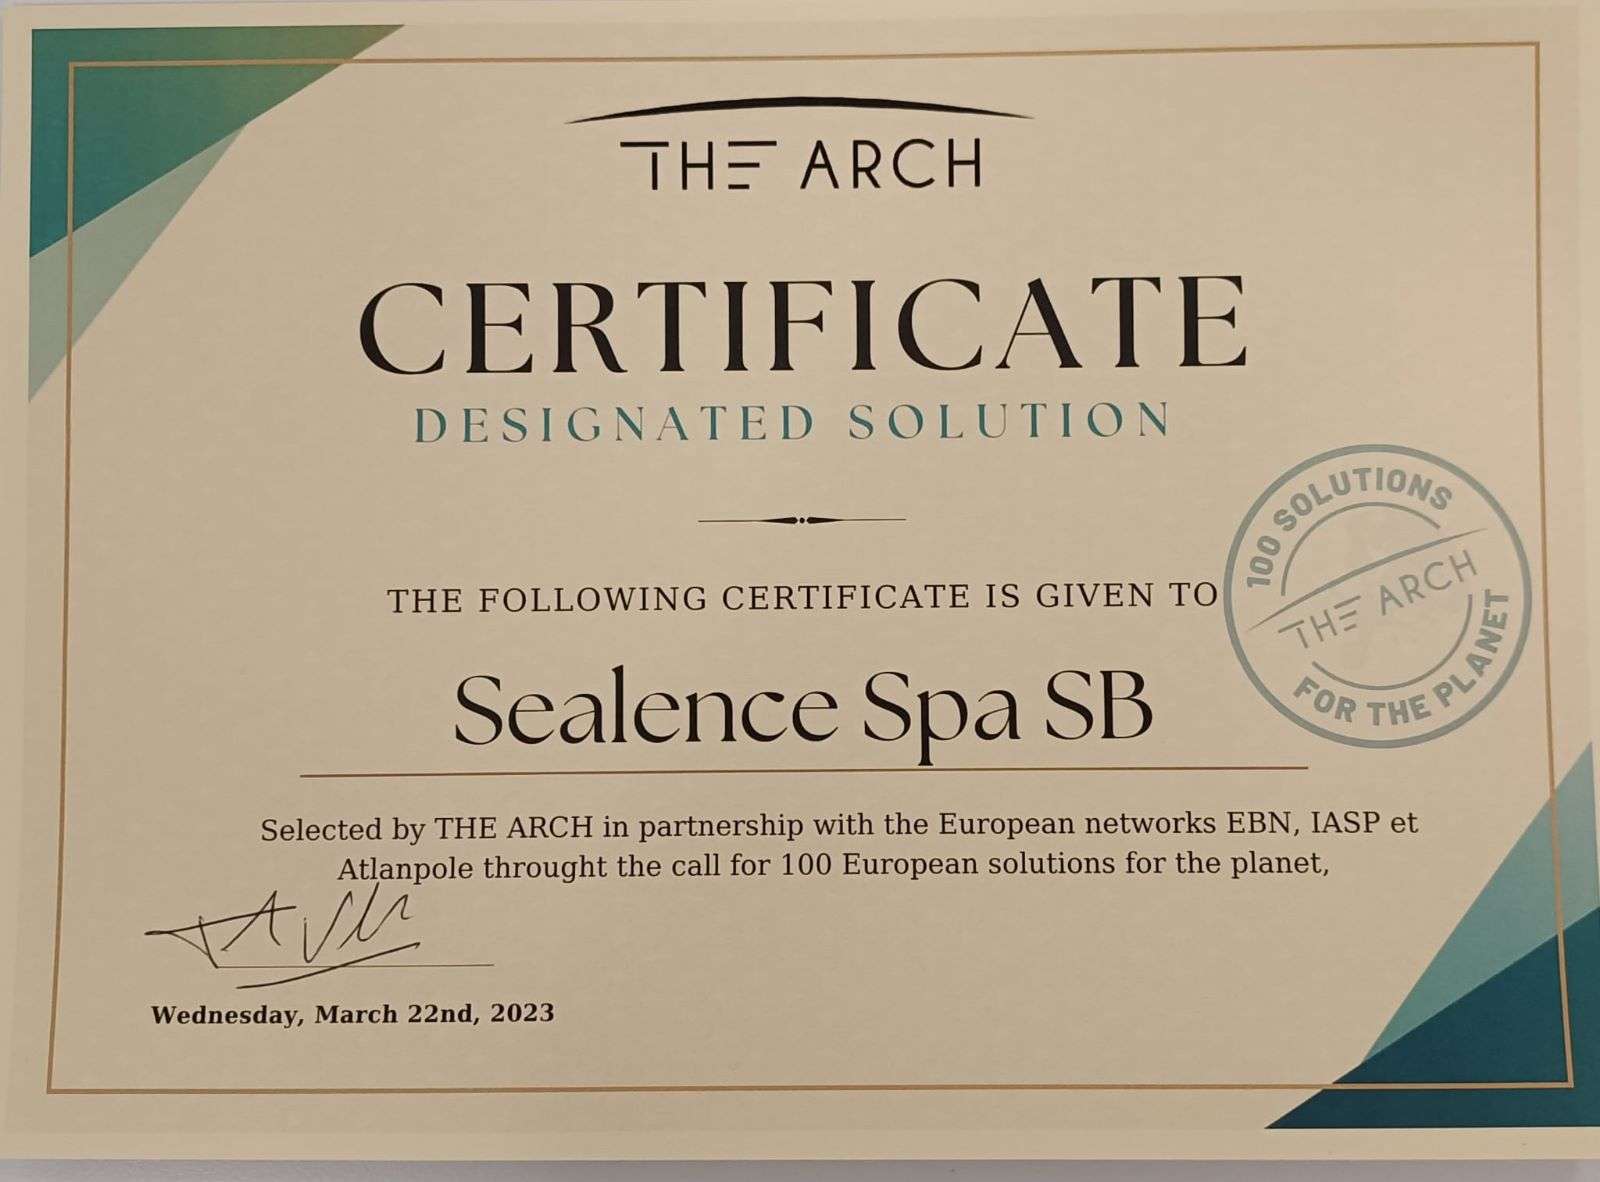 THE ARCH
CERTIFICATE
DESIGNATED SOLUTION
100 SOLUTIONS
THE ARCH
FOR THE PLANET
THE FOLLOWING CERTIFICATE IS GIVEN TO
Sealence Spa SB
Selected by THE ARCH in partnership with the European networks EBN, IASP et
Atlanpole throught the call for 100 European solutions for the planet,
Wednesday, March 22nd, 2023